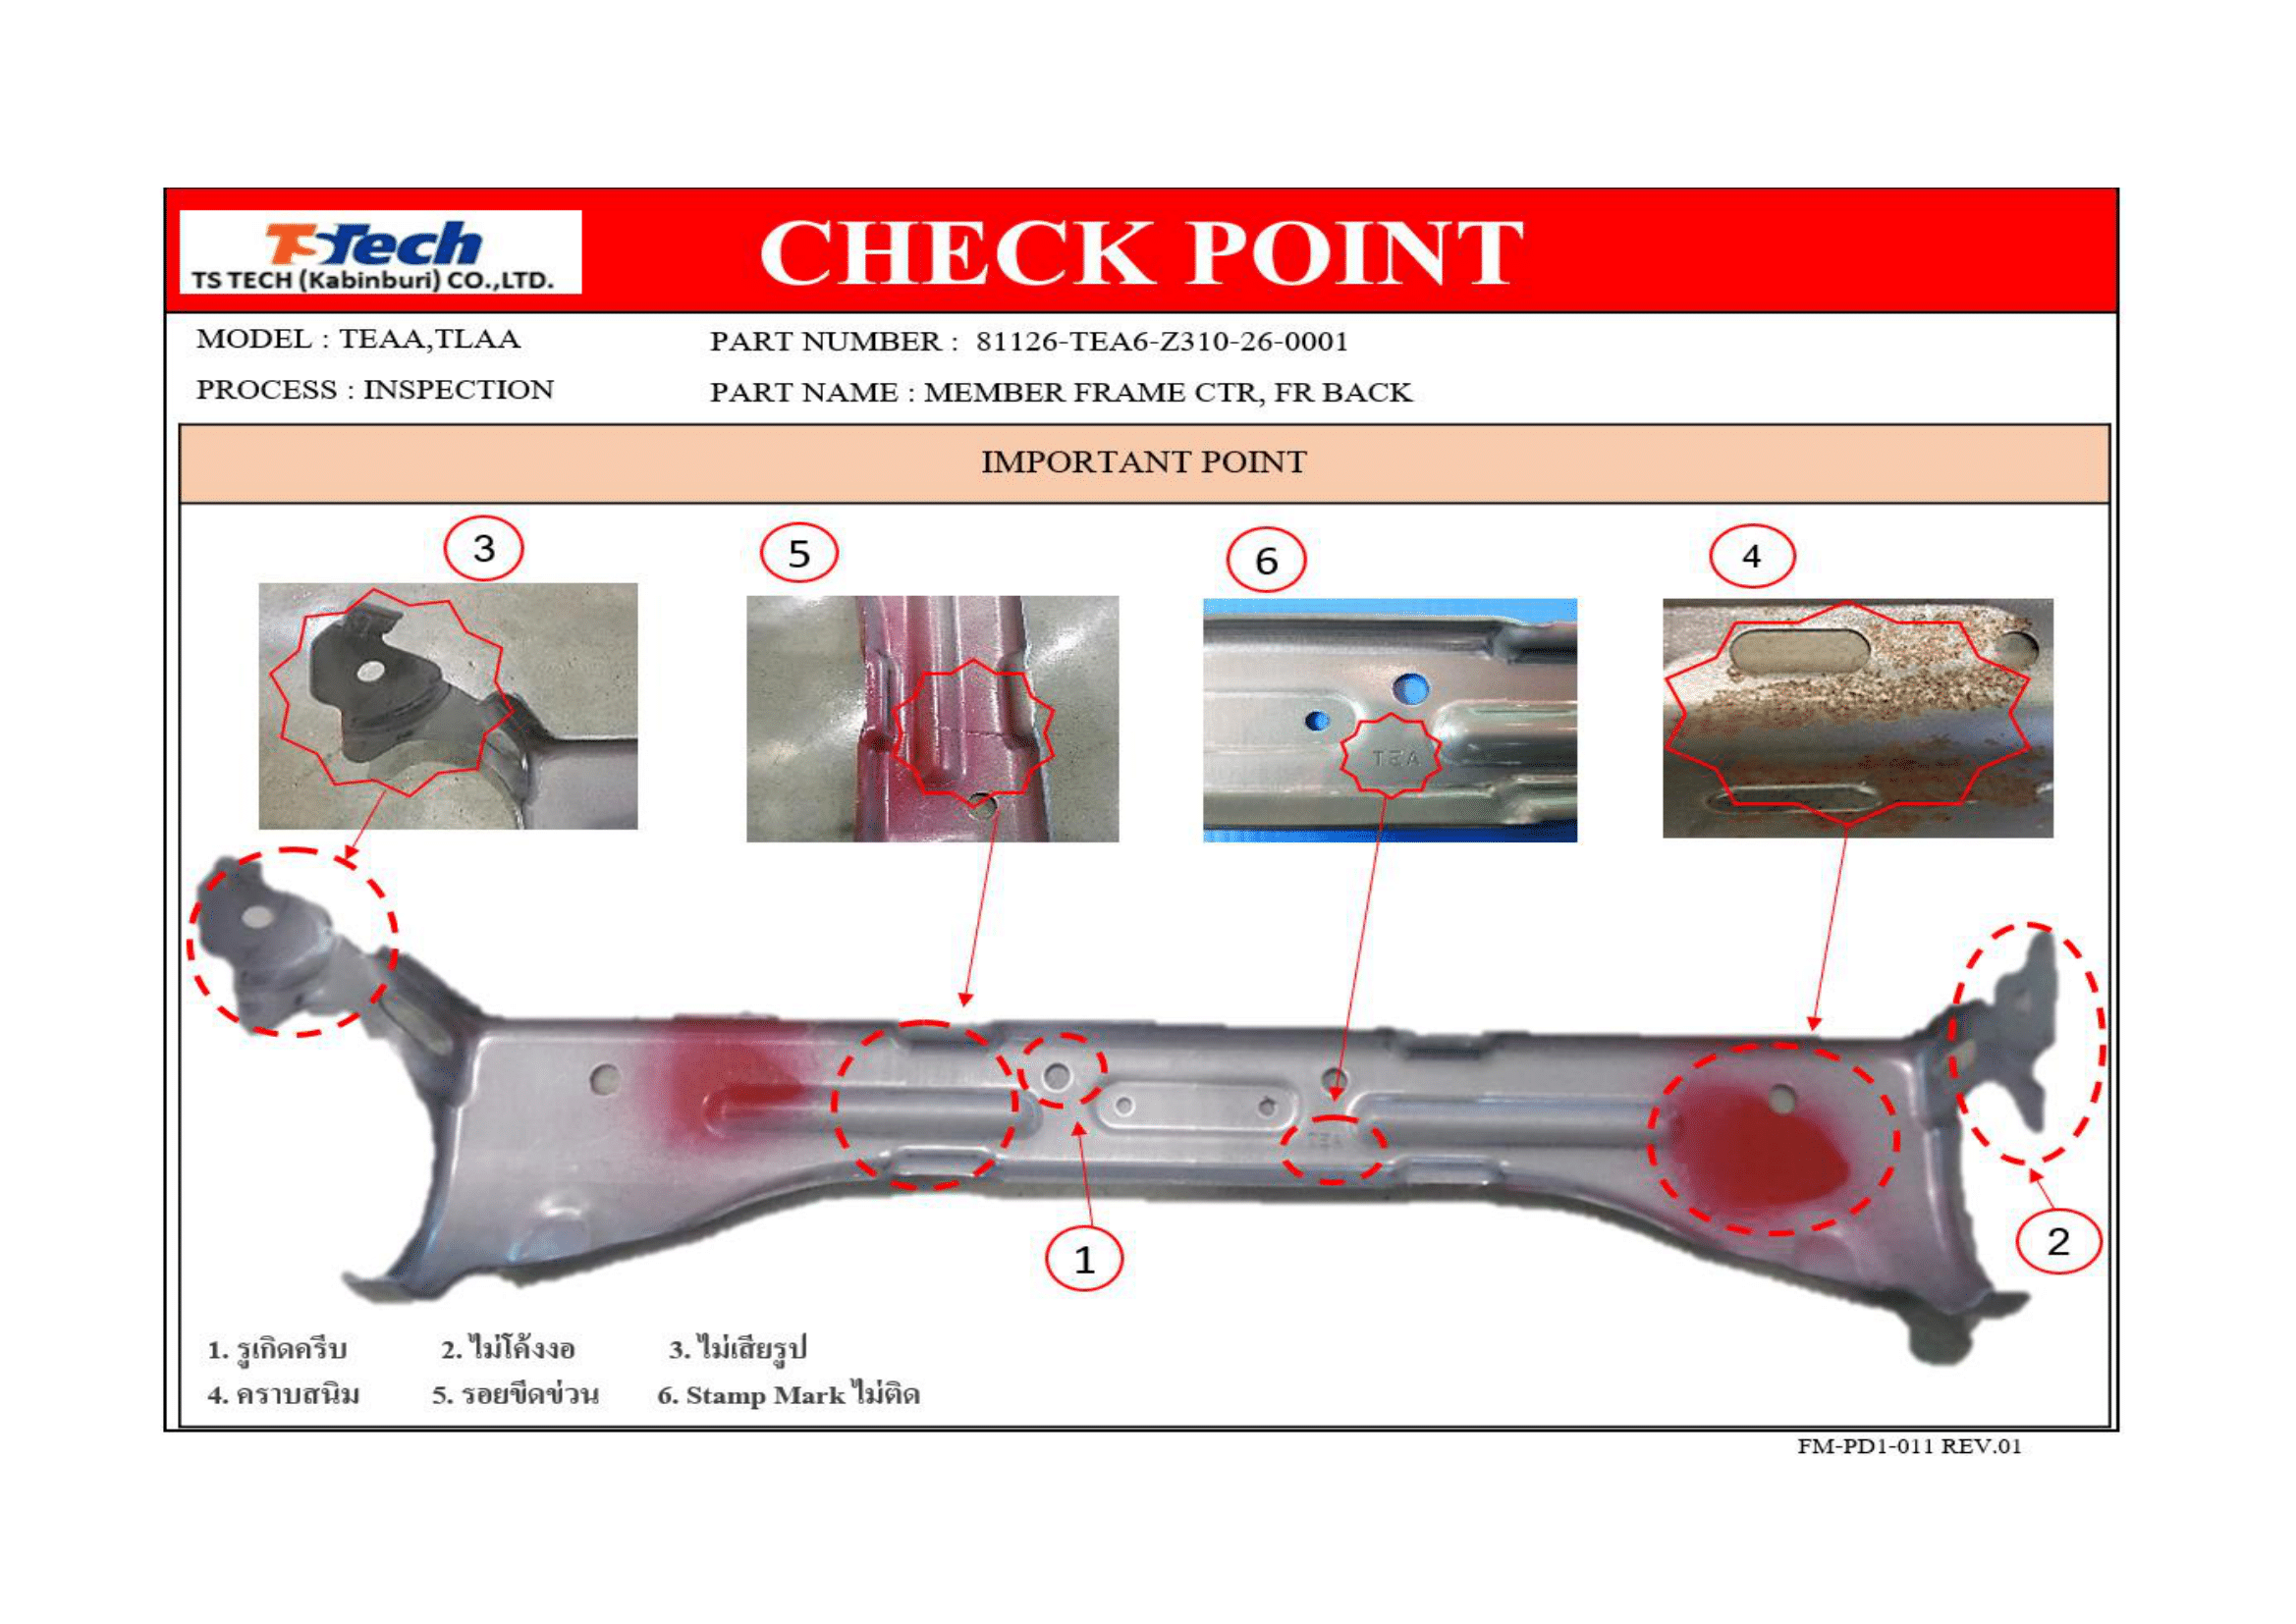 TSTech
TS TECH (Kabinburi) CO.,LTD.
CHECK POINT
MODEL : TEAA,TLAA
PART NUMBER : 81126-TEA6-Z310-26-0001
PROCESS : INSPECTION
PART NAME : MEMBER FRAME CTR, FR BACK
IMPORTANT POINT
3
5
6
4
TEA
TEA
1
2
1. รูเกิดครีบ 2. ไม่โค้งงอ 3. ไม่เสียรูป
4. คราบสนิม 5. รอยขีดข่วน 6. Stamp Mark ไม่ติด
FM-PD1-011 REV.01